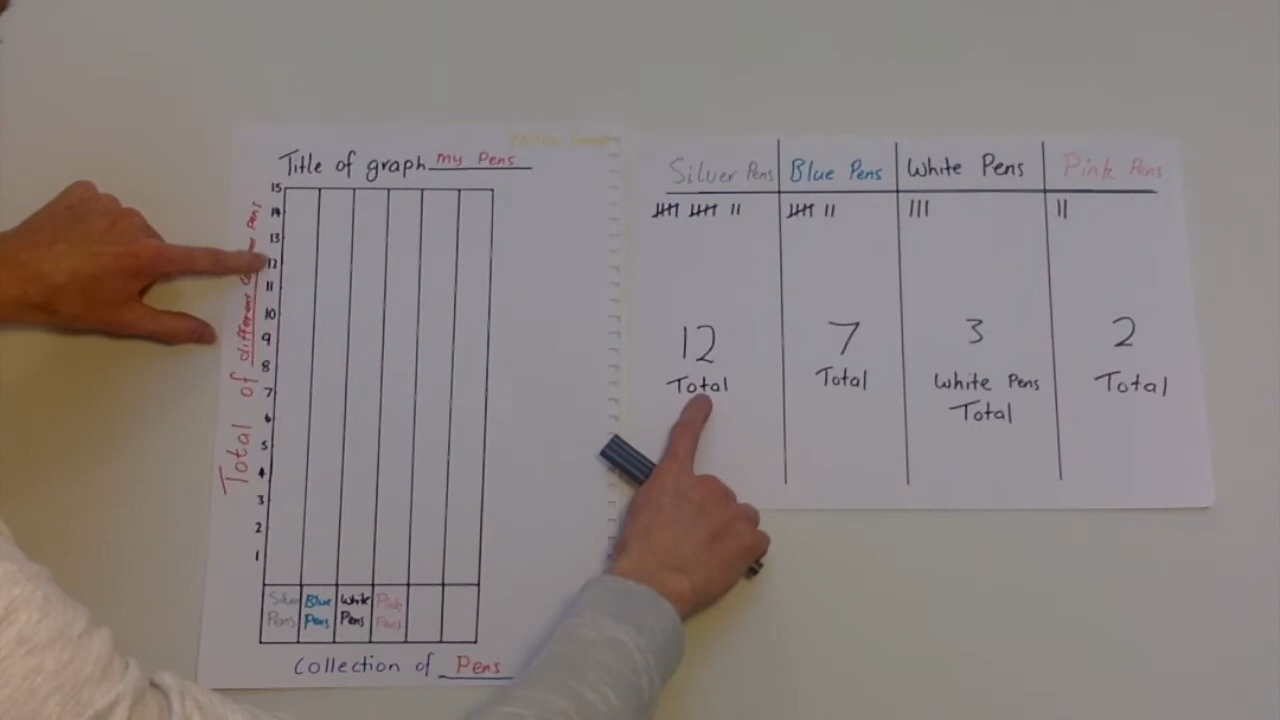 Title of graph my Pens
15
14
13
12
11
10
9
8
7
6
5
4
3
2
1
Total of different Pens
Silver Pens
Blue Pens
White Pens
Pink Pens
Collection of Pens
Silver Pens Blue Pens White Pens Pink Pens
12 7 3 2
Total Total White Pens Total
Total